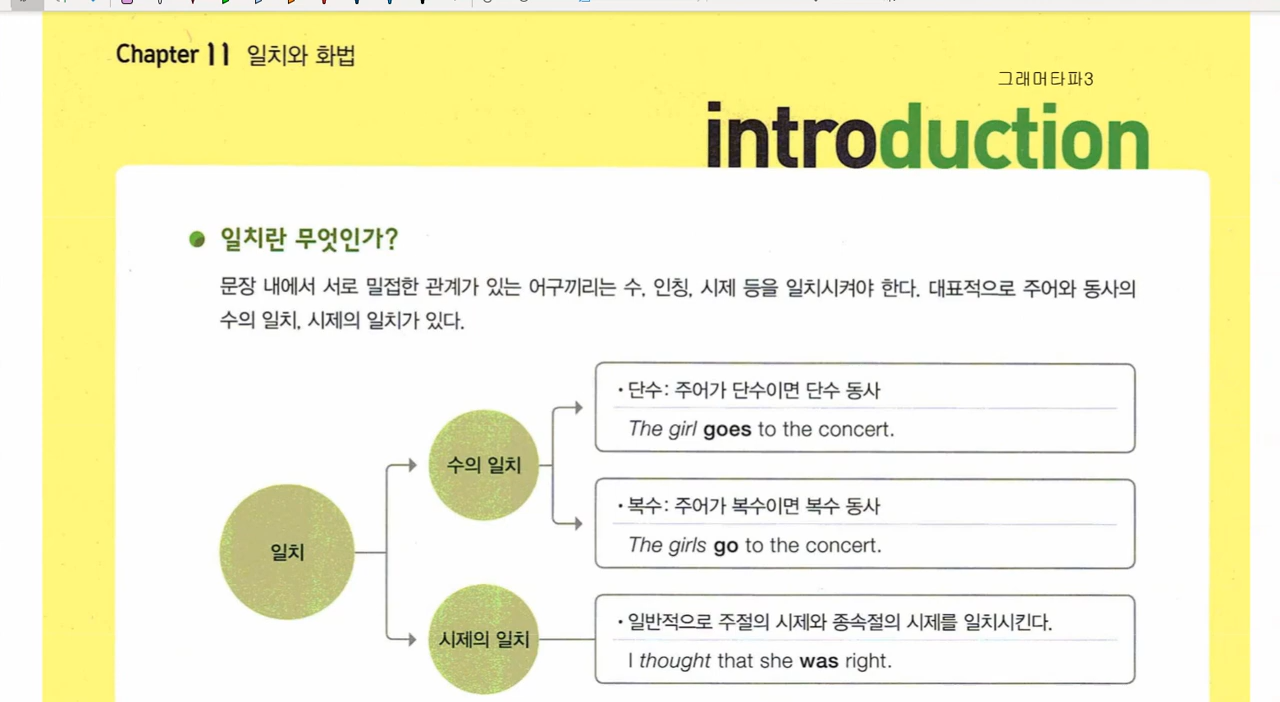 Chapter 11 일치와 화법
그래머타파3
introduction
일치란 무엇인가?
문장 내에서 서로 밀접한 관계가 있는 어구끼리는 수, 인칭, 시제 등을 일치시켜야 한다. 대표적으로 주어와 동사의
수의 일치, 시제의 일치가 있다.
일치
수의 일치
· 단수: 주어가 단수이면 단수 동사
The girl goes to the concert.
· 복수: 주어가 복수이면 복수 동사
The girls go to the concert.
시제의 일치
· 일반적으로 주절의 시제와 종속절의 시제를 일치시킨다.
I thought that she was right.